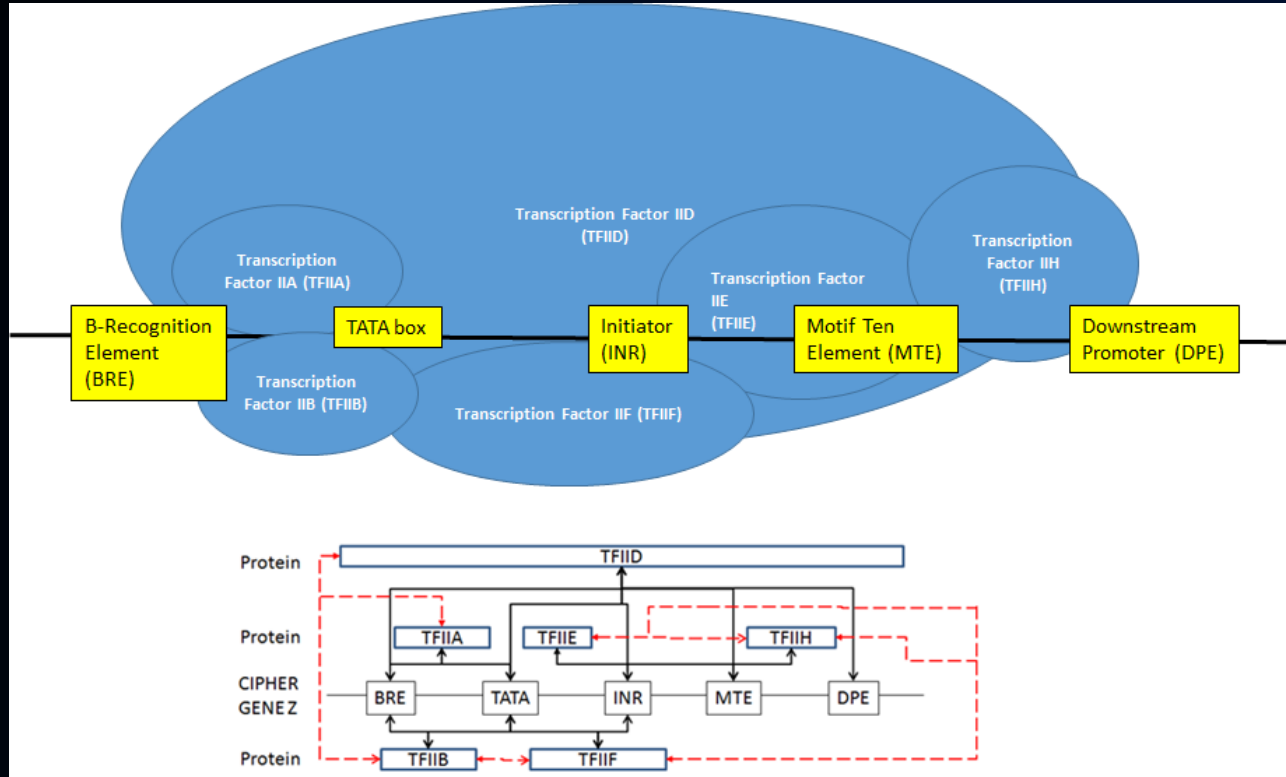 Transcription Factor IID
(TFIID)
Transcription
Factor IIA (TFIIA)
Transcription Factor
IIE
(TFIIE)
Transcription
Factor IIH
(TFIIH)
B-Recognition
Element
(BRE)
TATA box
Initiator
(INR)
Motif Ten
Element (MTE)
Downstream
Promoter (DPE)
Transcription
Factor IIB (TFIIB)
Transcription Factor IIF (TFIIF)
Protein
TFIID
Protein
TFIIA
TFIIE
TFIIH
CIPHER
GENE Z
BRE
TATA
INR
MTE
DPE
Protein
TFIIB
TFIIF